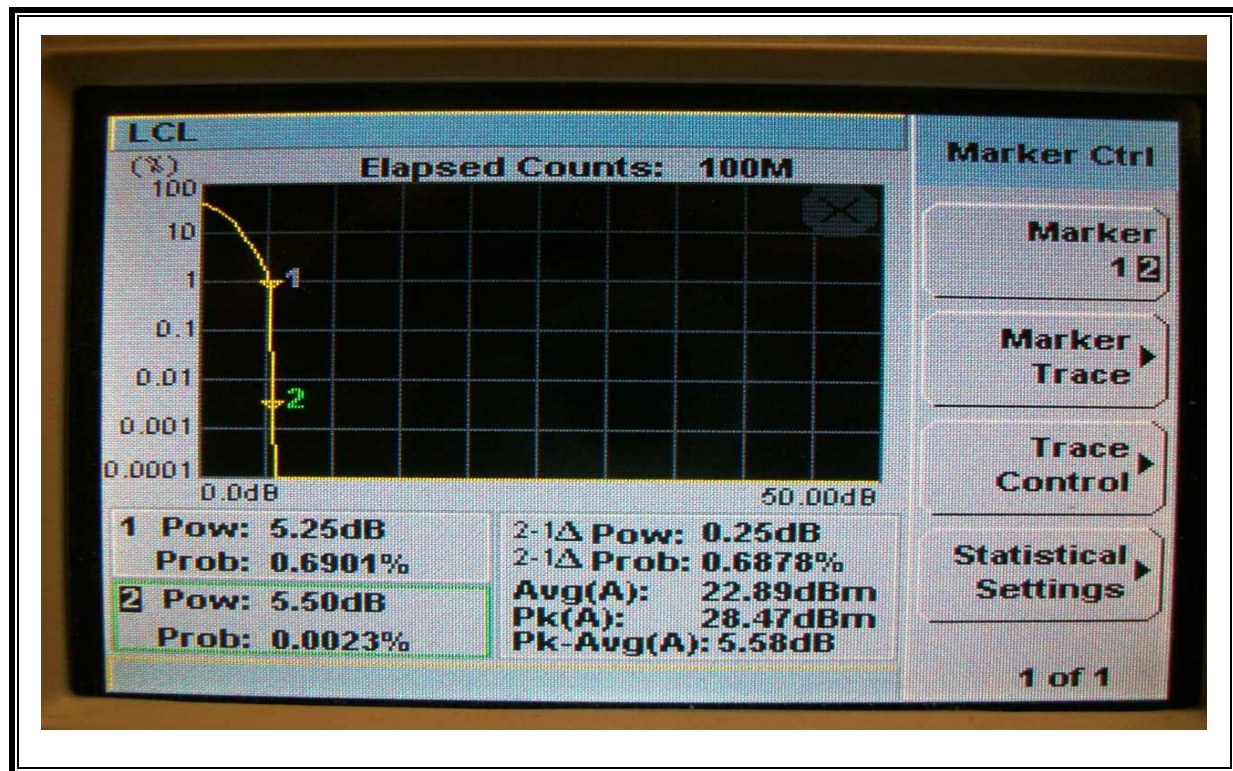 LCL
(%)
Elapsed Counts: 100M
100
10
1
0.1
0.01
0.001
0.0001
1
2
0.0dB
50.00dB
1 Pow: 5.25dB
Prob: 0.6901%
2 Pow: 5.50dB
Prob: 0.0023%
2-1Δ Pow: 0.25dB
2-1Δ Prob: 0.6878%
Avg(A): 22.89dBm
Pk(A): 28.47dBm
Pk-Avg(A): 5.58dB
Marker Ctrl
Marker
1 2
Marker
Trace
Trace
Control
Statistical
Settings
1 of 1